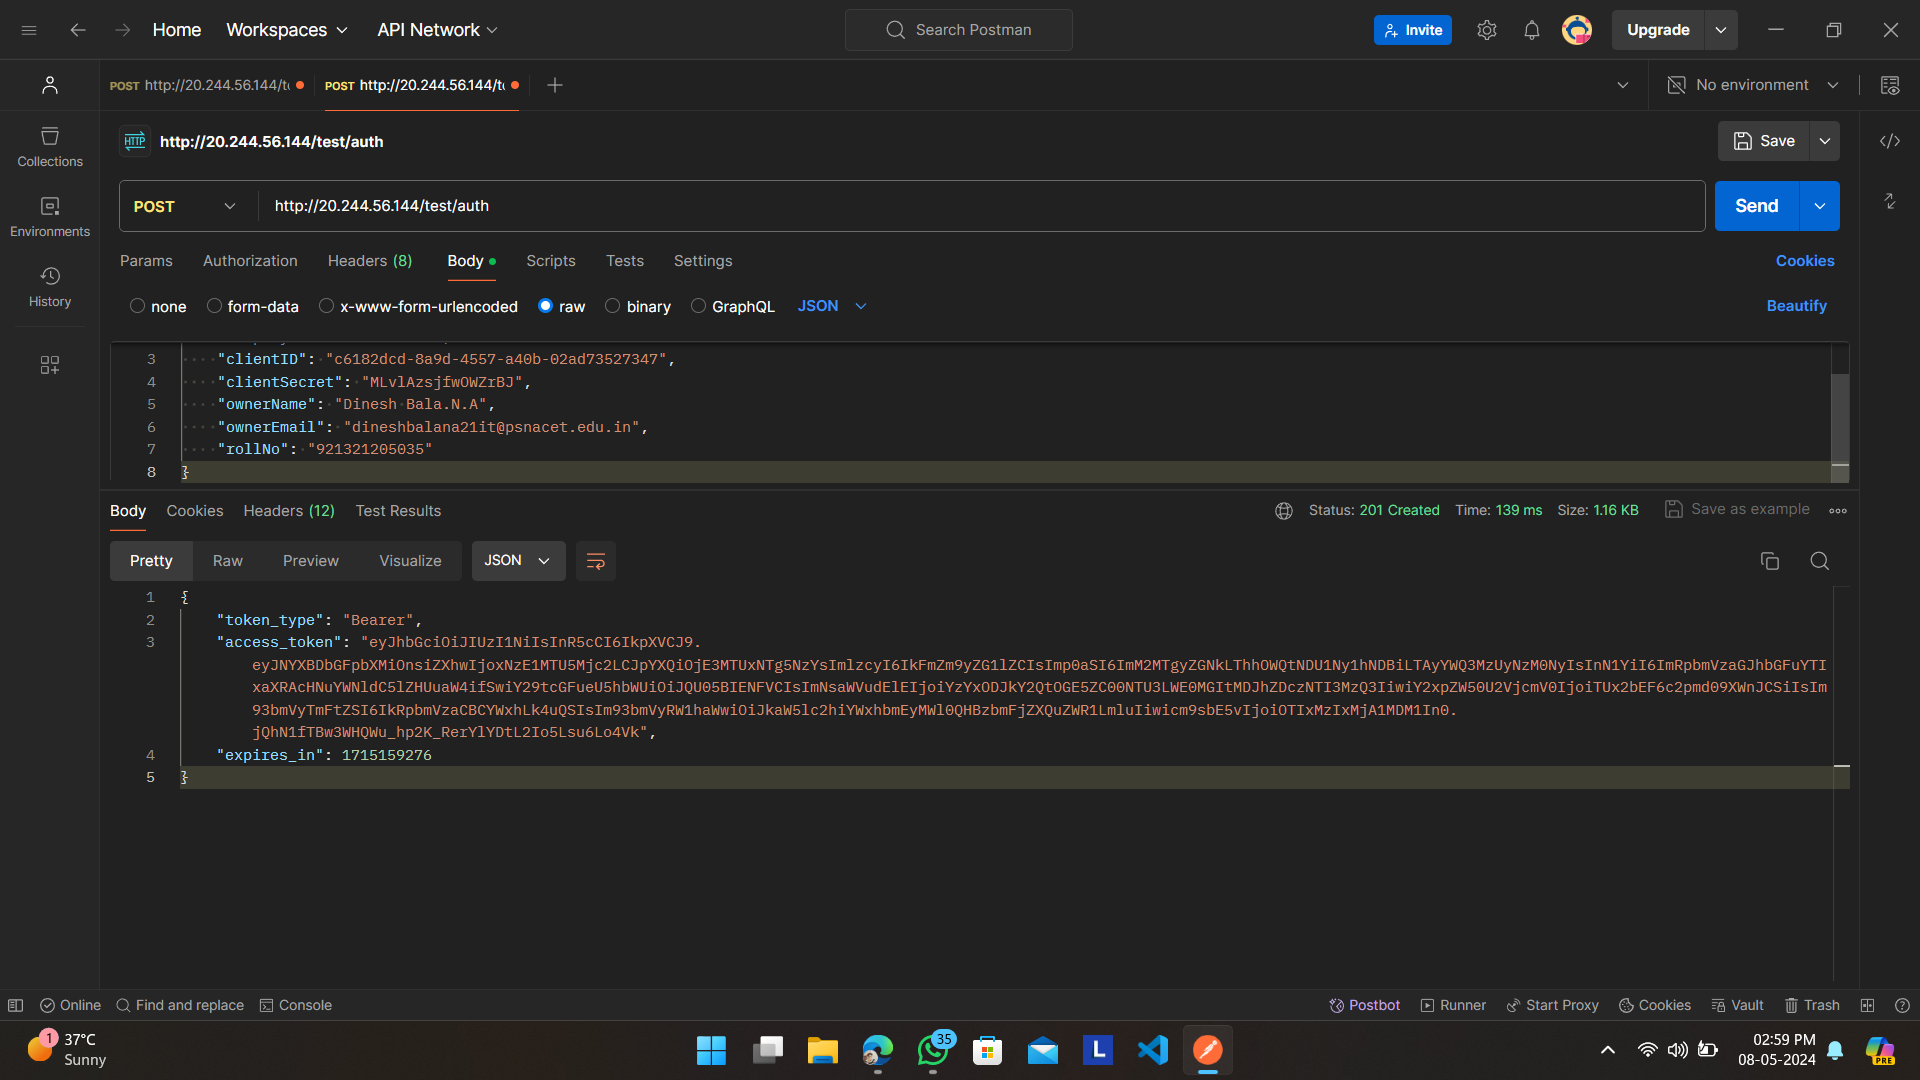 Home Workspaces API Network Search Postman Invite Upgrade
POST http://20.244.56.144/t POST http://20.244.56.144/t No environment
HTTP http://20.244.56.144/test/auth Save
Collections
POST http://20.244.56.144/test/auth Send
Environments
Params Authorization Headers (8) Body Scripts Tests Settings Cookies
History
none form-data x-www-form-urlencoded raw binary GraphQL JSON Beautify
3 "clientID": "c6182dcd-8a9d-4557-a40b-02ad73527347",
4 "clientSecret": "MLvlAzsjfwOWZrBJ",
5 "ownerName": "Dinesh Bala.N.A",
6 "ownerEmail": "dineshbalana21it@psnacet.edu.in",
7 "rollNo": "921321205035"
8 }
Body Cookies Headers (12) Test Results Status: 201 Created Time: 139 ms Size: 1.16 KB Save as example
Pretty Raw Preview Visualize JSON
1 {
2 "token_type": "Bearer",
3 "access_token": "eyJhbGciOiJIUzI1NiIsInR5cCI6IkpXVCJ9.
eyJNYXBDbGFpbXMiOnsiZXhwIjoxNzE1MTU5Mjc2LCJpYXQiOjE3MTUxNTg5NzYsImlzcyI6IkFmZm9yZG1lZCIsImp0aSI6ImM2MTgyZGNkLThhOWQtNDU1Ny1hNDBiLTAyYWQ3MzUyNzM0NyIsInN1YiI6ImRpbmVzaGJhbGFuYTI
xaXRAcHNuYWNldC5lZHUuaW4ifSwiY29tcGFueU5hbWUiOiJQU05BIENFVCIsImNsaWVudElEIjoiYzYxODJkY2QtOGE5ZC00NTU3LWE0MGItMDJhZDczNTI3MzQ3IiwiY2xpZW50U2VjcmV0IjoiTUx2bEF6c2pmd09XWnJCSiIsIm
93bmVyTmFtZSI6IkRpbmVzaCBCYWxhLk4uQSIsIm93bmVyRW1haWwiOiJkaW5lc2hiYWxhbmEyMWl0QHBzbmFjZXQuZWR1LmluIiwicm9sbE5vIjoiOTIxMzIxMjA1MDM1In0.
jQhN1fTBw3WHQWu_hp2K_RerYlYDtL2Io5Lsu6Lo4Vk",
4 "expires_in": 1715159276
5 }
Online Find and replace Console Postbot Runner Start Proxy Cookies Vault Trash
1 37°C 35 L 02:59 PM
Sunny 08-05-2024 PRE